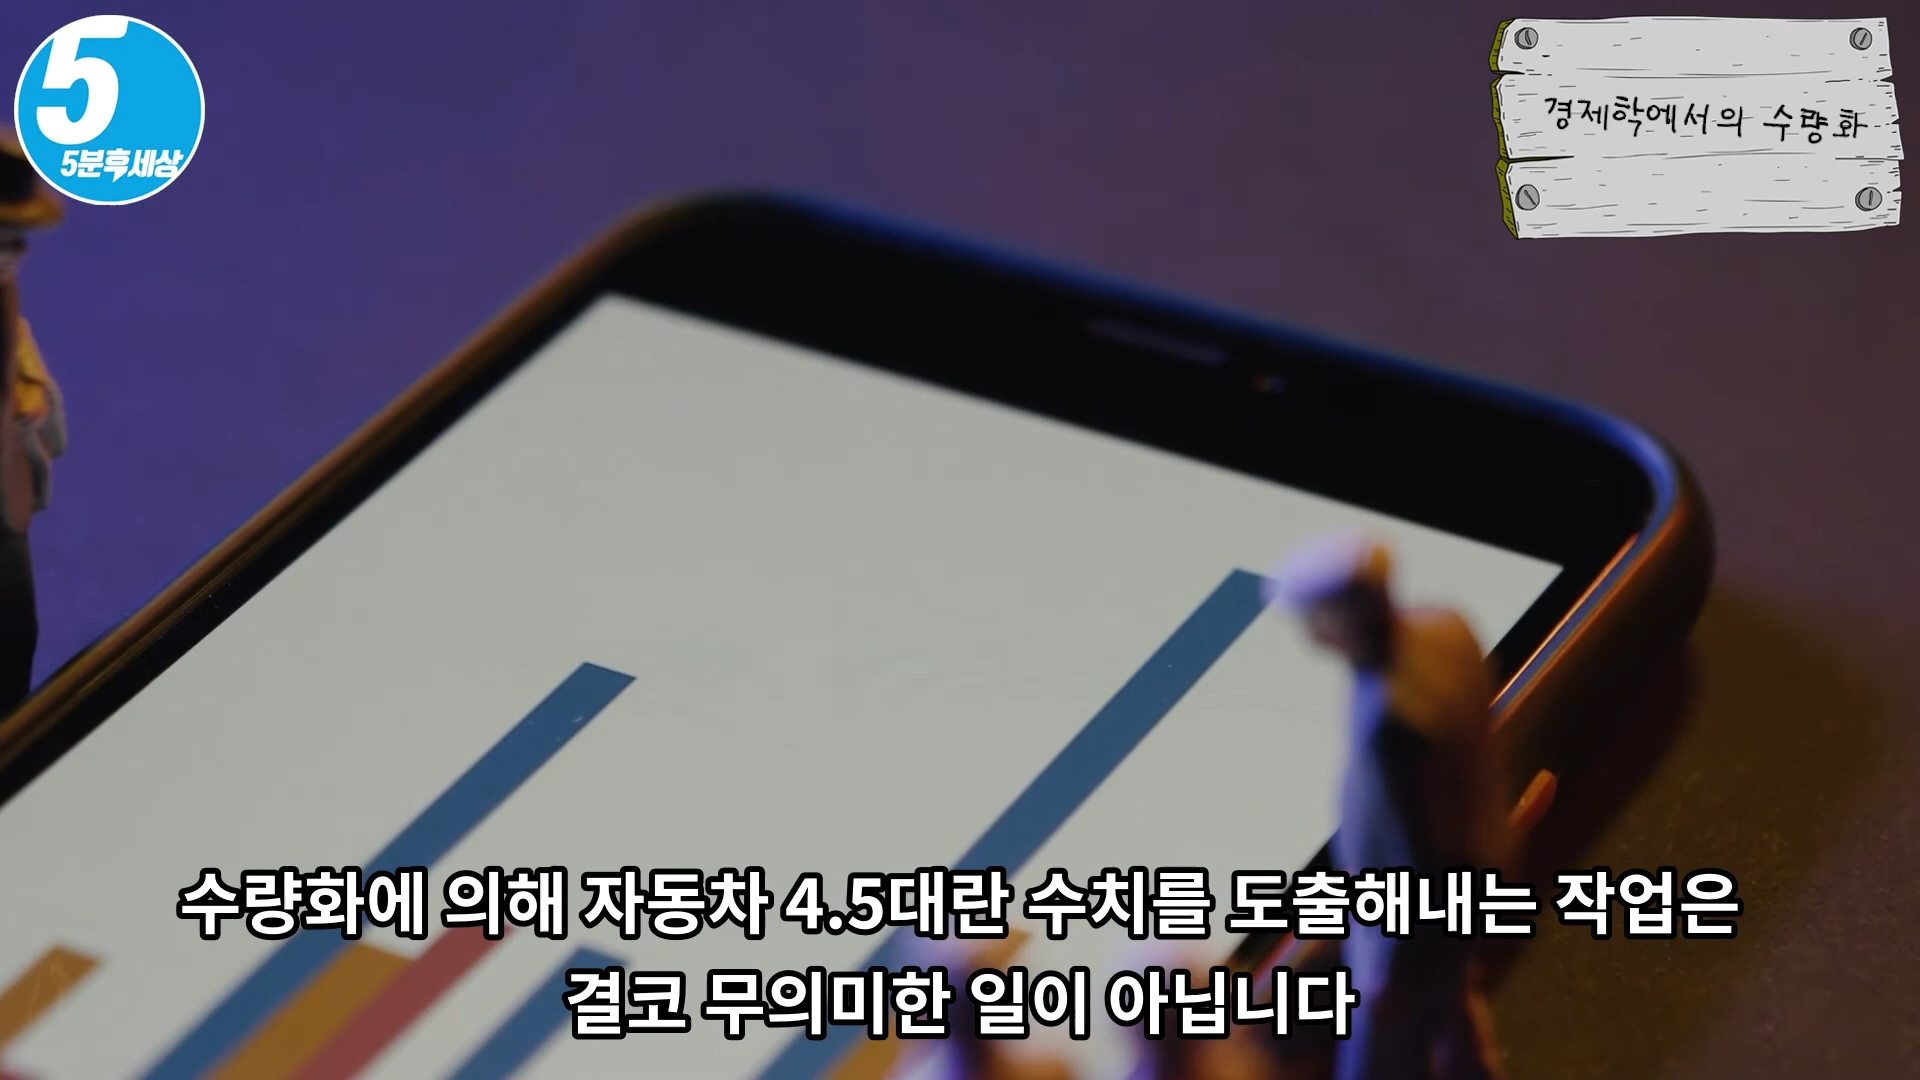 5
5분후세상
경제학에서의 수량화
수량화에 의해 자동차 4.5대란 수치를 도출해내는 작업은
결코 무의미한 일이 아닙니다